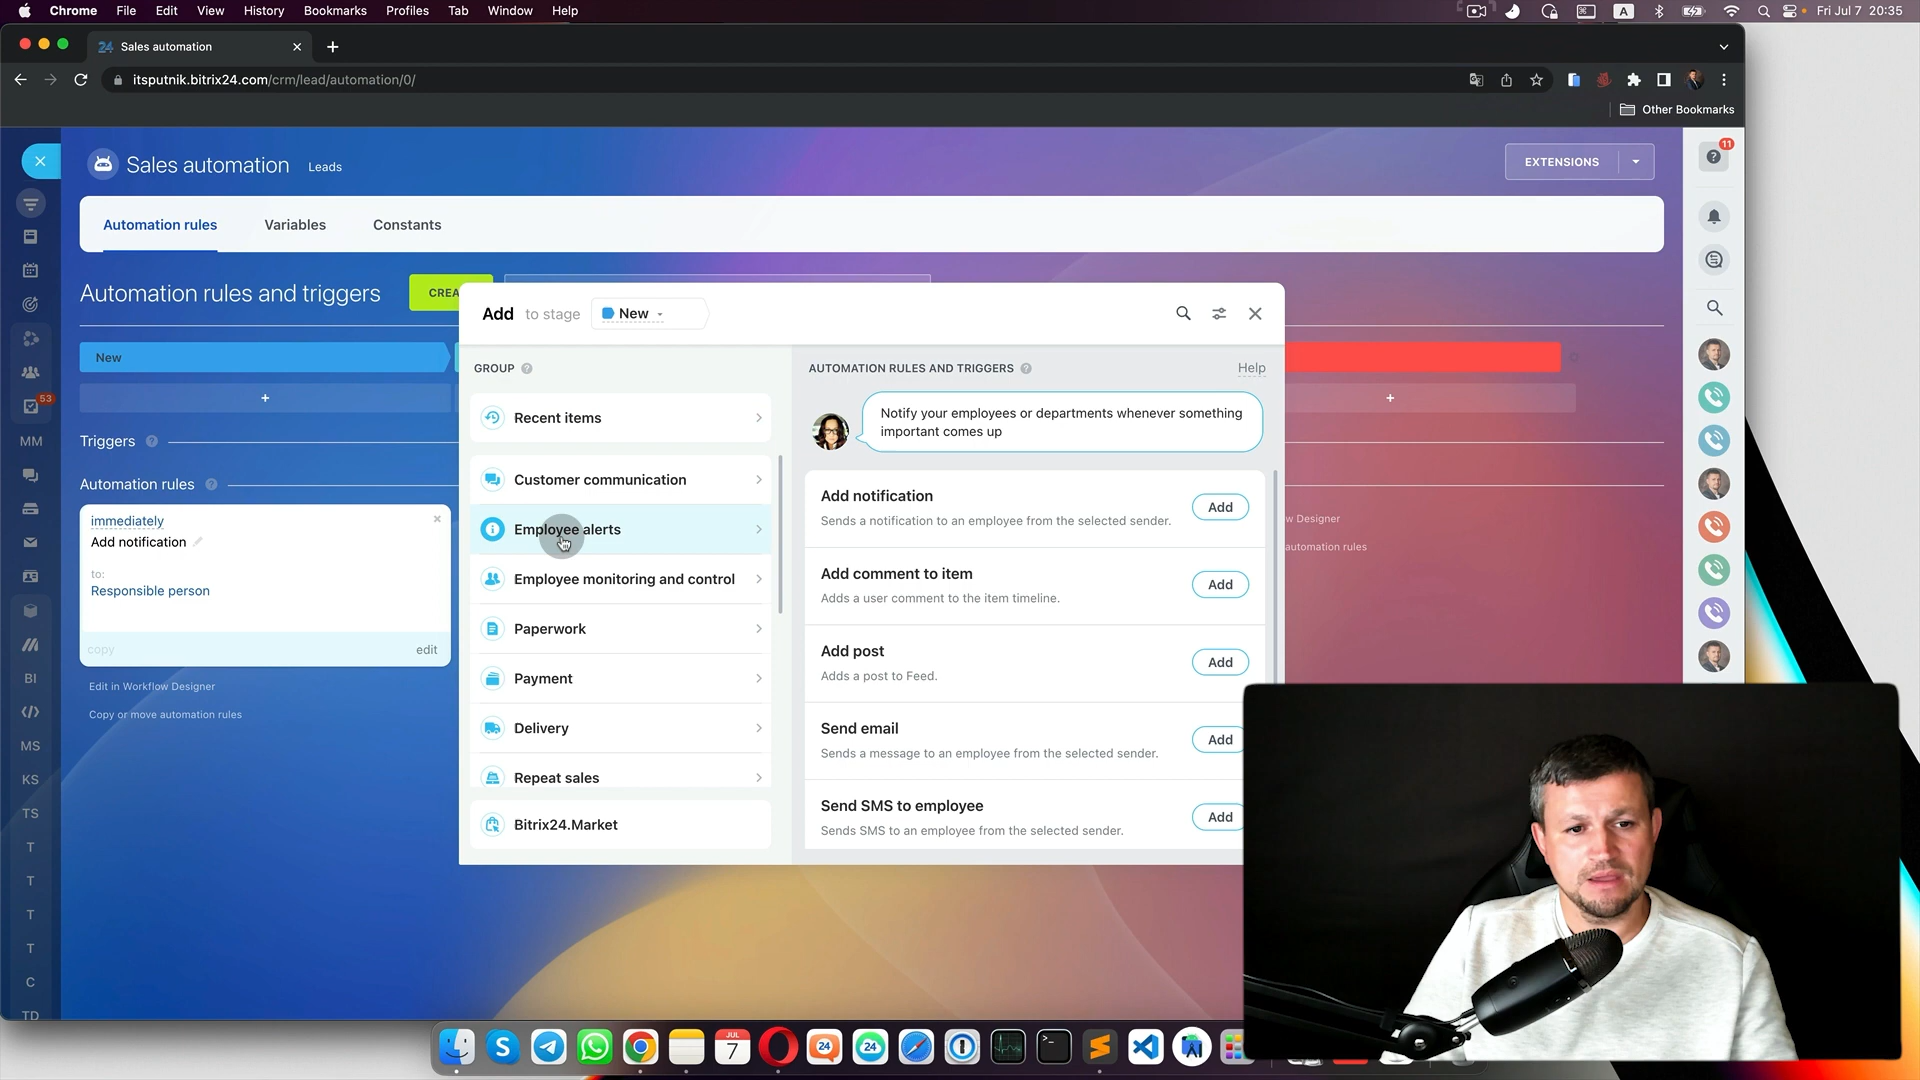 Chrome File Edit View History Bookmarks Profiles Tab Window Help
A
Fri Jul 7 20:35
24 Sales automation
itsputnik.bitrix24.com/crm/lead/automation/0/
Other Bookmarks
Sales automation Leads
EXTENSIONS
11
Automation rules Variables Constants
Automation rules and triggers
CREA
Add to stage New
New
+
+
GROUP
AUTOMATION RULES AND TRIGGERS
Help
Recent items
Notify your employees or departments whenever something
important comes up
53
Triggers
MM
Customer communication
Automation rules
Add notification
Add
Sends a notification to an employee from the selected sender.
immediately
Employee alerts
w Designer
Add notification
automation rules
to:
Responsible person
Employee monitoring and control
Add comment to item
Add
Adds a user comment to the item timeline.
copy
edit
Paperwork
Add post
Add
Adds a post to Feed.
BI
Edit in Workflow Designer
Payment
Copy or move automation rules
Delivery
Send email
Add
Sends a message to an employee from the selected sender.
MS
KS
Repeat sales
TS
Send SMS to employee
Add
Sends SMS to an employee from the selected sender.
Bitrix24.Market
T
T
T
T
C
TD
S
JUL
7
24
24